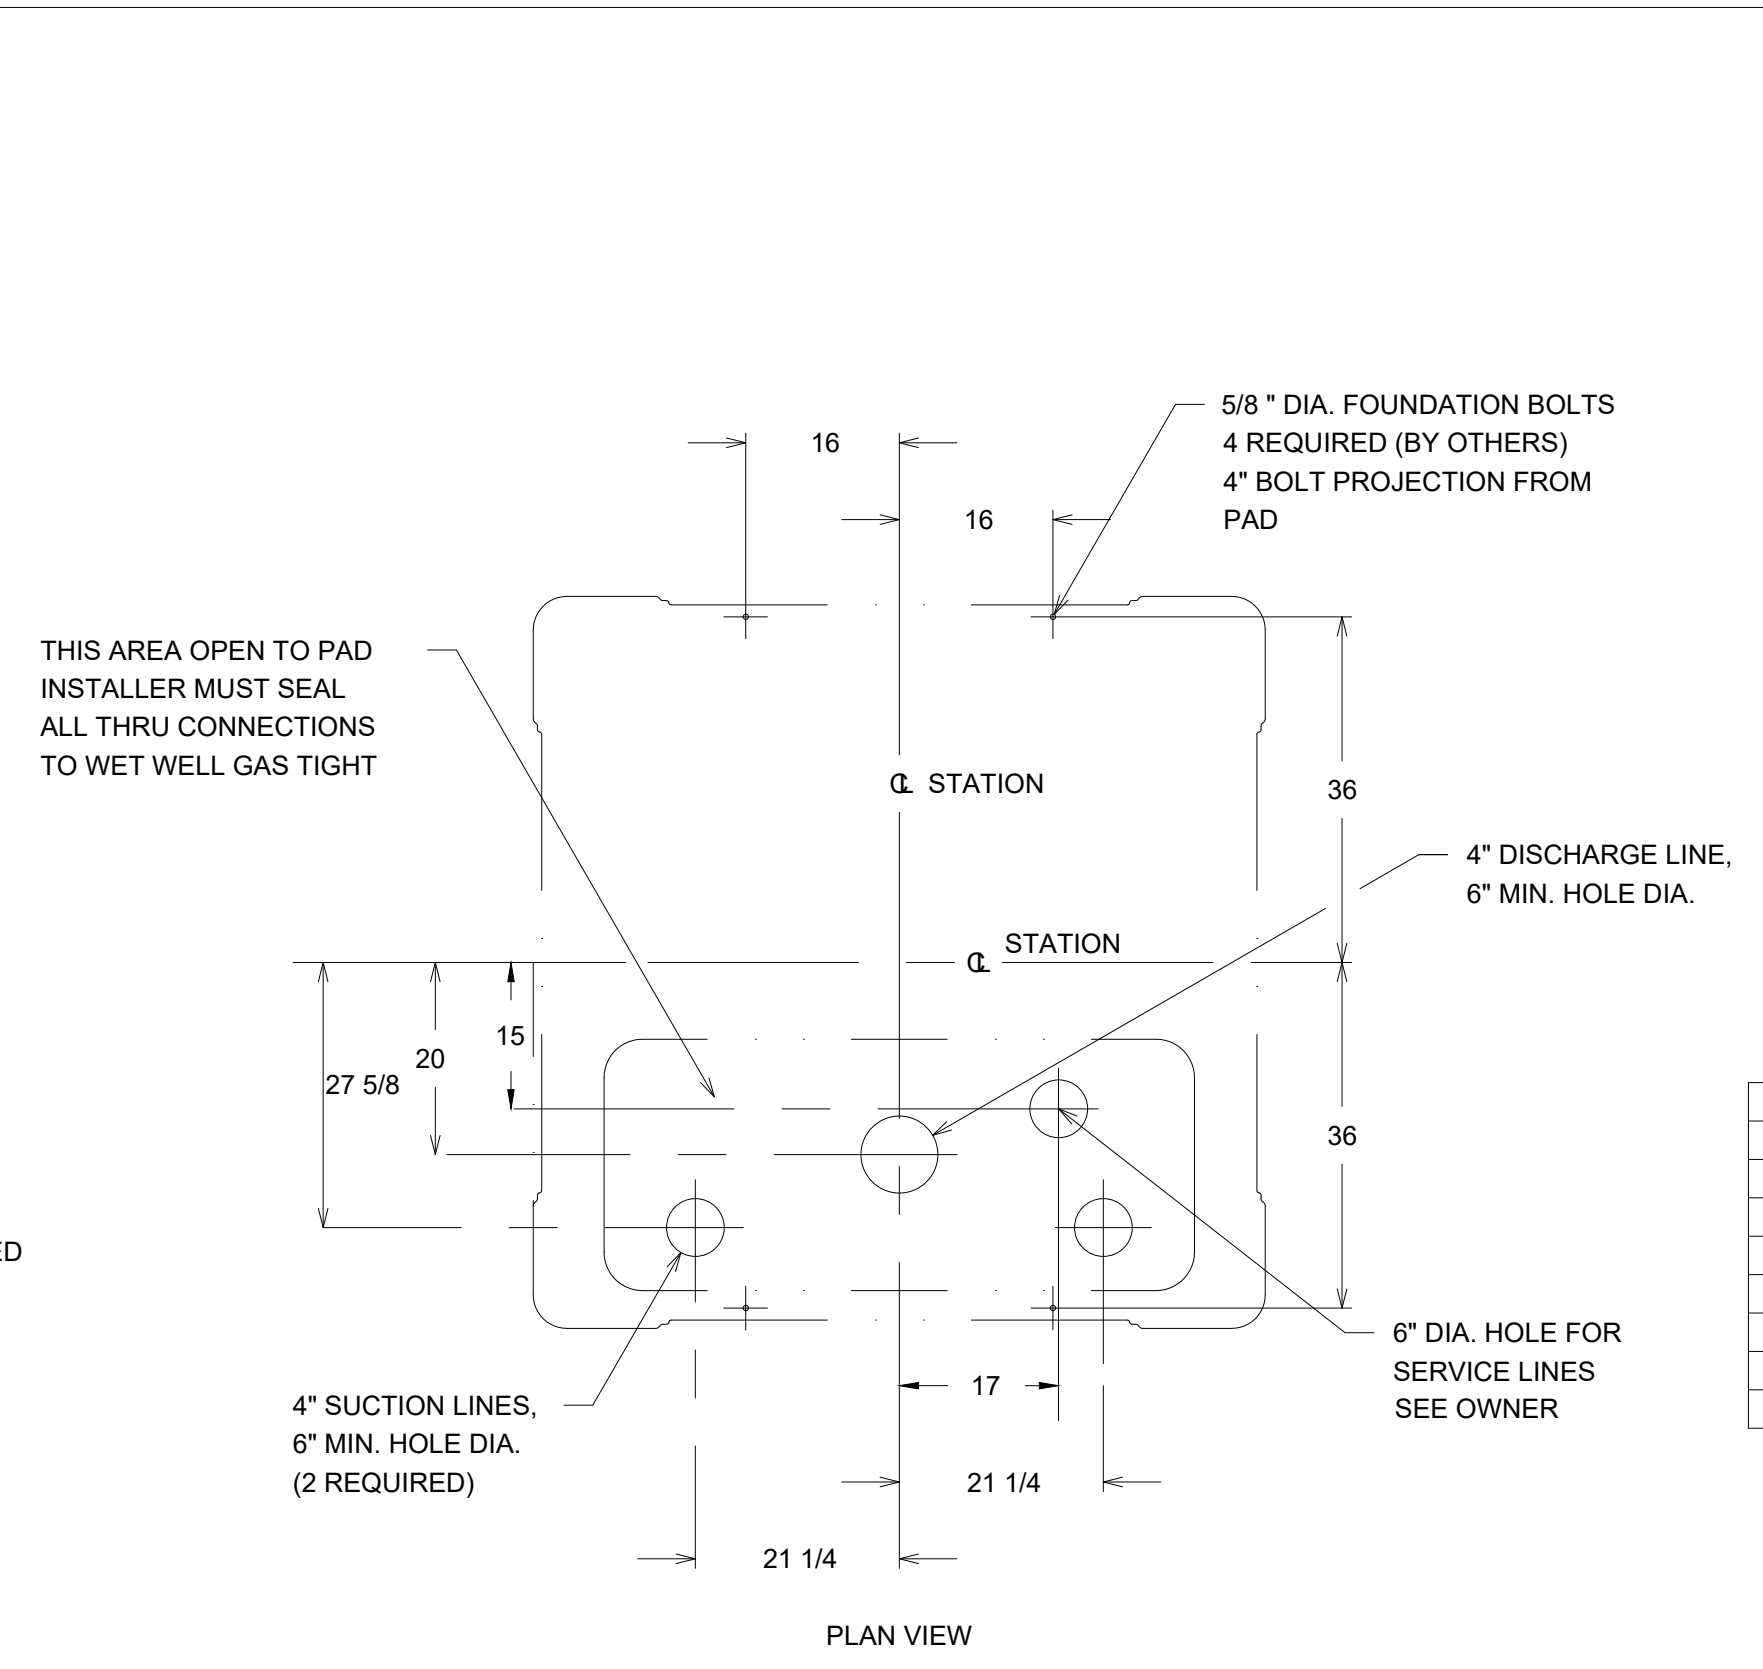 5/8 " DIA. FOUNDATION BOLTS
4 REQUIRED (BY OTHERS)
4" BOLT PROJECTION FROM
PAD
16
16
THIS AREA OPEN TO PAD
INSTALLER MUST SEAL
ALL THRU CONNECTIONS
TO WET WELL GAS TIGHT
℄ STATION
36
4" DISCHARGE LINE,
6" MIN. HOLE DIA.
℄ STATION
15
20
27 5/8
36
ED
6" DIA. HOLE FOR
SERVICE LINES
SEE OWNER
17
4" SUCTION LINES,
6" MIN. HOLE DIA.
(2 REQUIRED)
21 1/4
21 1/4
PLAN VIEW